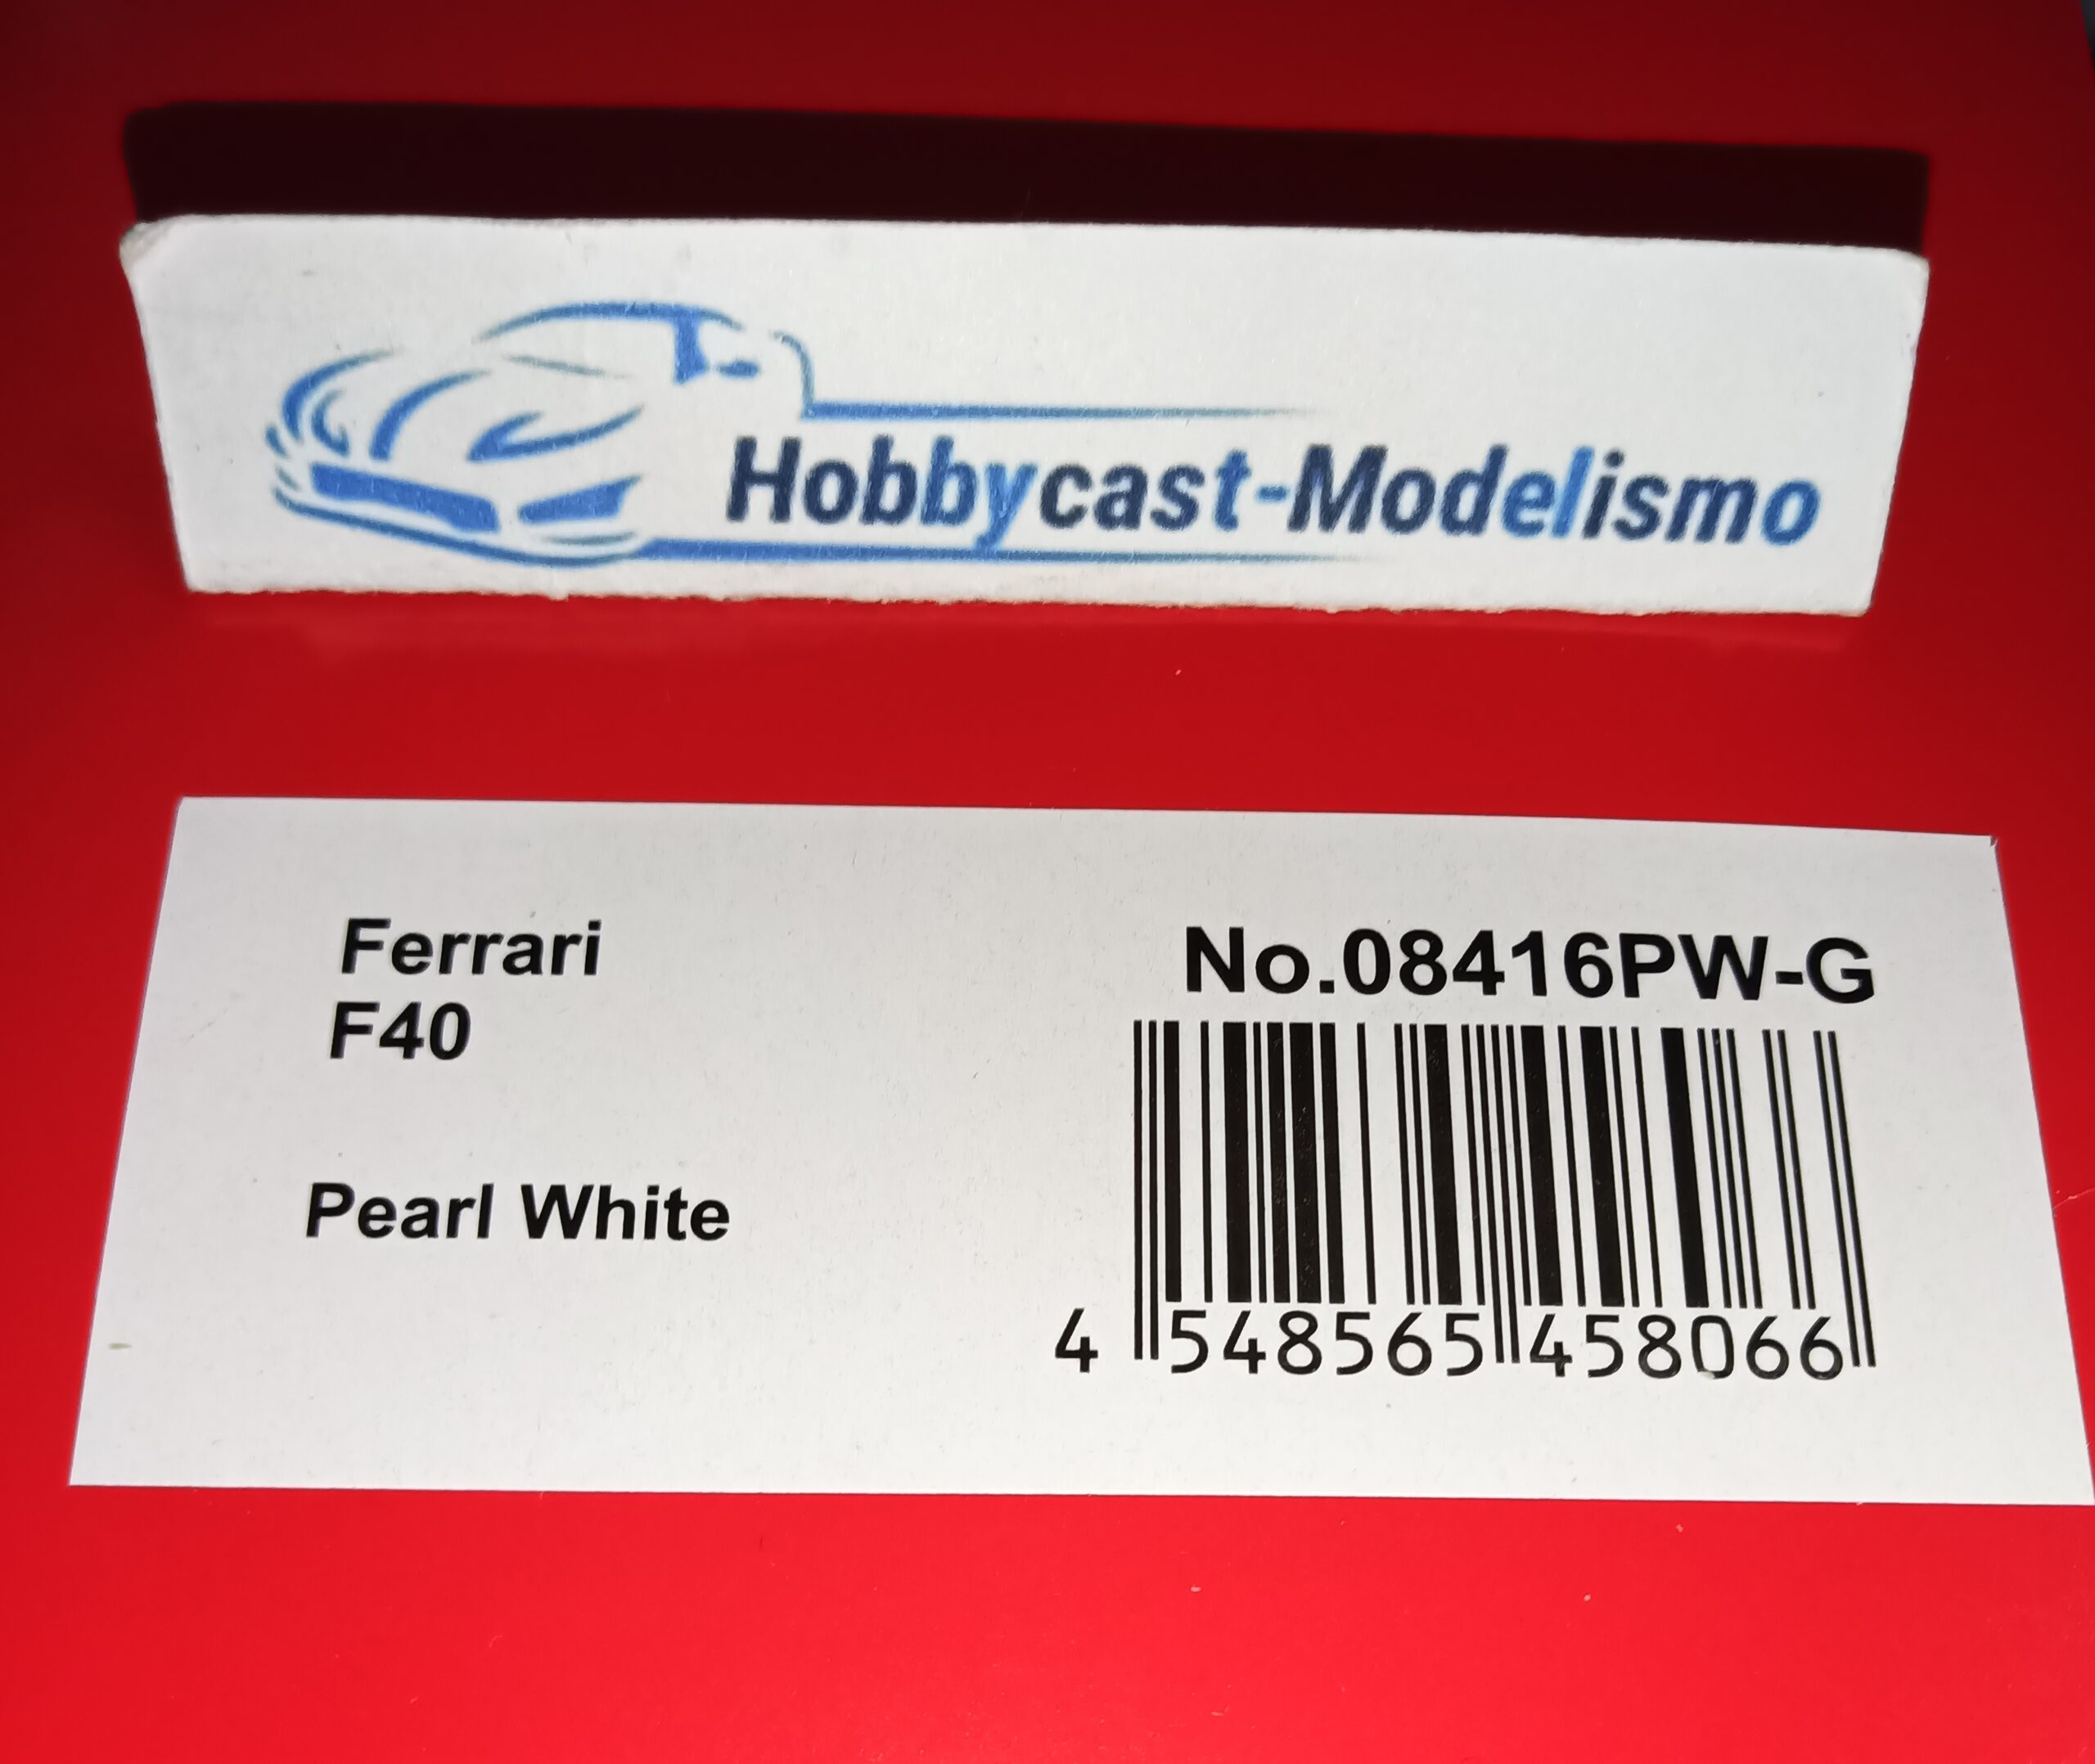 Hobbycast-Modelismo
Ferrari
F40
Pearl White
No.08416PW-G
4 548565 458066